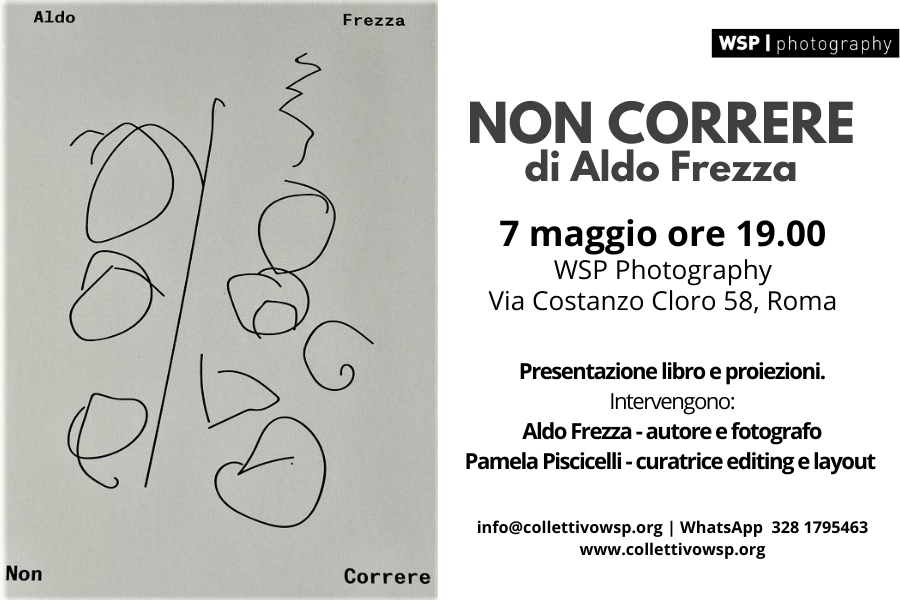 Aldo Frezza
Non Correre
WSP | photography
NON CORRERE
di Aldo Frezza
7 maggio ore 19.00
WSP Photography
Via Costanzo Cloro 58, Roma
Presentazione libro e proiezioni.
Intervengono:
Aldo Frezza - autore e fotografo
Pamela Piscicelli - curatrice editing e layout
info@collettivowsp.org | WhatsApp 328 1795463
www.collettivowsp.org